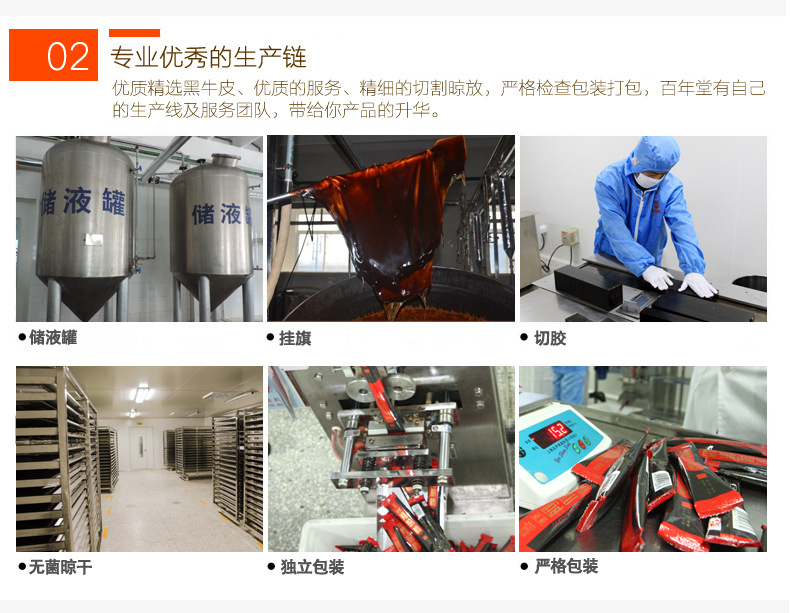 02
专业优秀的生产链
优质精选黑牛皮、优质的服务、精细的切割晾放，严格检查包装打包，百年堂有自己
的生产线及服务团队，带给你产品的升华。
储液罐
储液罐
●储液罐
●挂旗
●切胶
15.2
●无菌晾干
●独立包装
●严格包装